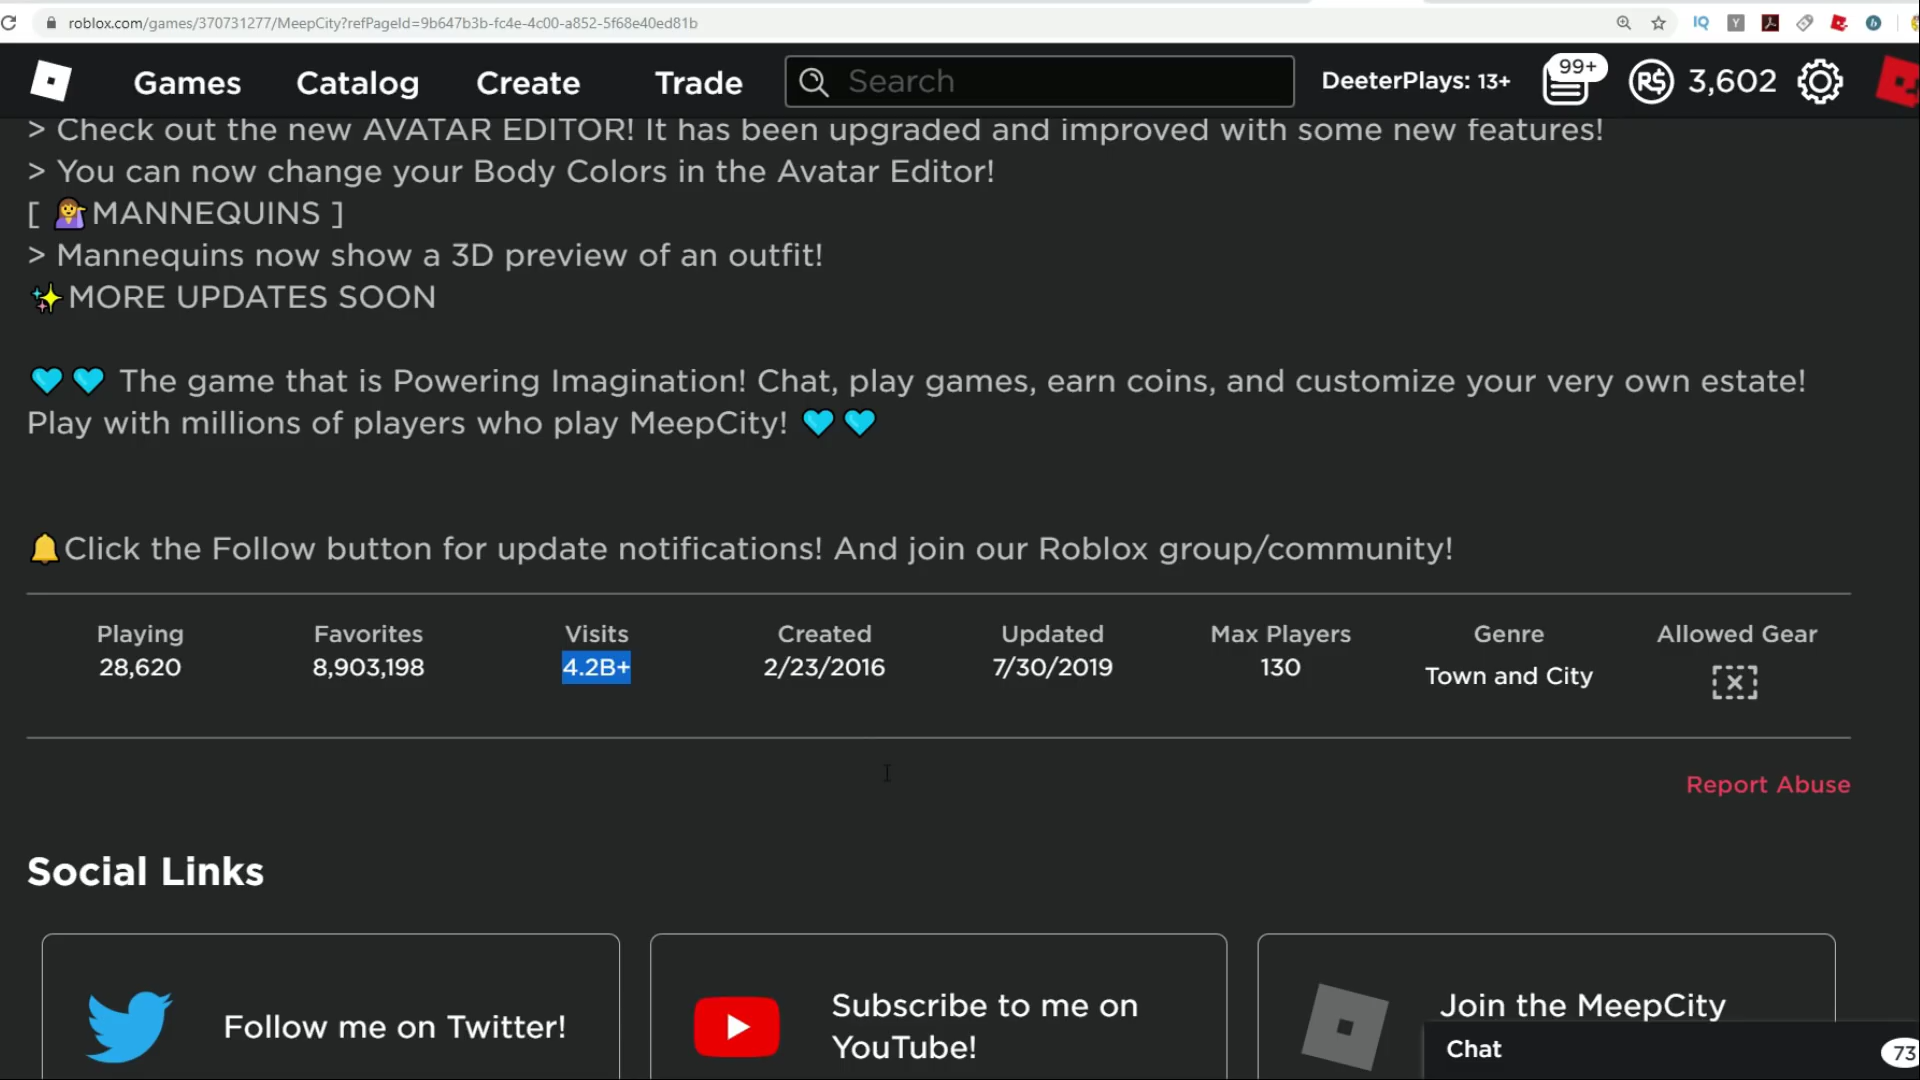 roblox.com/games/370731277/MeepCity?refPageId=9b647b3b-fc4e-4c00-a852-5f68e40ed81b
IQ Y
Games Catalog Create Trade Search DeeterPlays: 13+ 99+ R$ 3,602
> Check out the new AVATAR EDITOR! It has been upgraded and improved with some new features!
> You can now change your Body Colors in the Avatar Editor!
[ 💁‍♀️MANNEQUINS ]
> Mannequins now show a 3D preview of an outfit!
✨MORE UPDATES SOON
💙💙 The game that is Powering Imagination! Chat, play games, earn coins, and customize your very own estate!
Play with millions of players who play MeepCity! 💙💙
🔔Click the Follow button for update notifications! And join our Roblox group/community!
Playing Favorites Visits Created Updated Max Players Genre Allowed Gear
28,620 8,903,198 4.2B+ 2/23/2016 7/30/2019 130 Town and City
Report Abuse
Social Links
Follow me on Twitter!
Subscribe to me on
YouTube!
Join the MeepCity
Chat 73